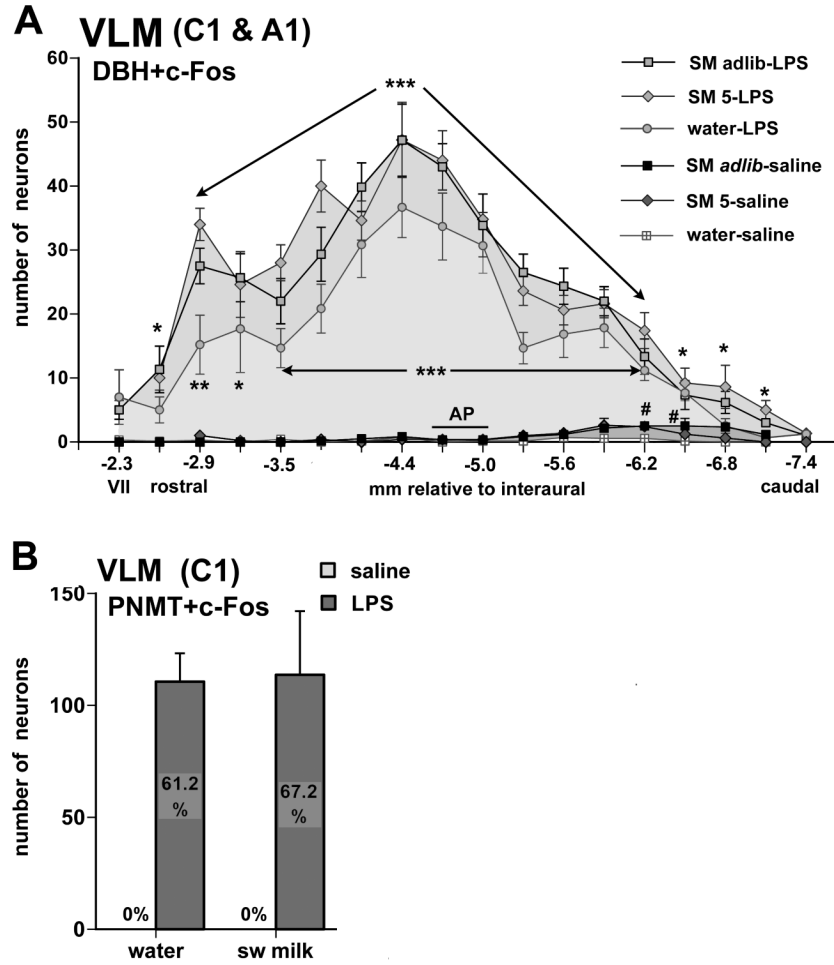 A
VLM (C1 & A1)
DBH+c-Fos
number of neurons
60
50
40
30
20
10
0
SM adlib-LPS
SM 5-LPS
water-LPS
SM adlib-saline
SM 5-saline
water-saline
***
*
** *
***
* * *
# #
AP
-2.3 -2.9 -3.5 -4.4 -5.0 -5.6 -6.2 -6.8 -7.4
VII rostral mm relative to interaural caudal
B
VLM (C1)
PNMT+c-Fos
saline
LPS
number of neurons
150
100
50
0
61.2
%
67.2
%
0% 0%
water sw milk